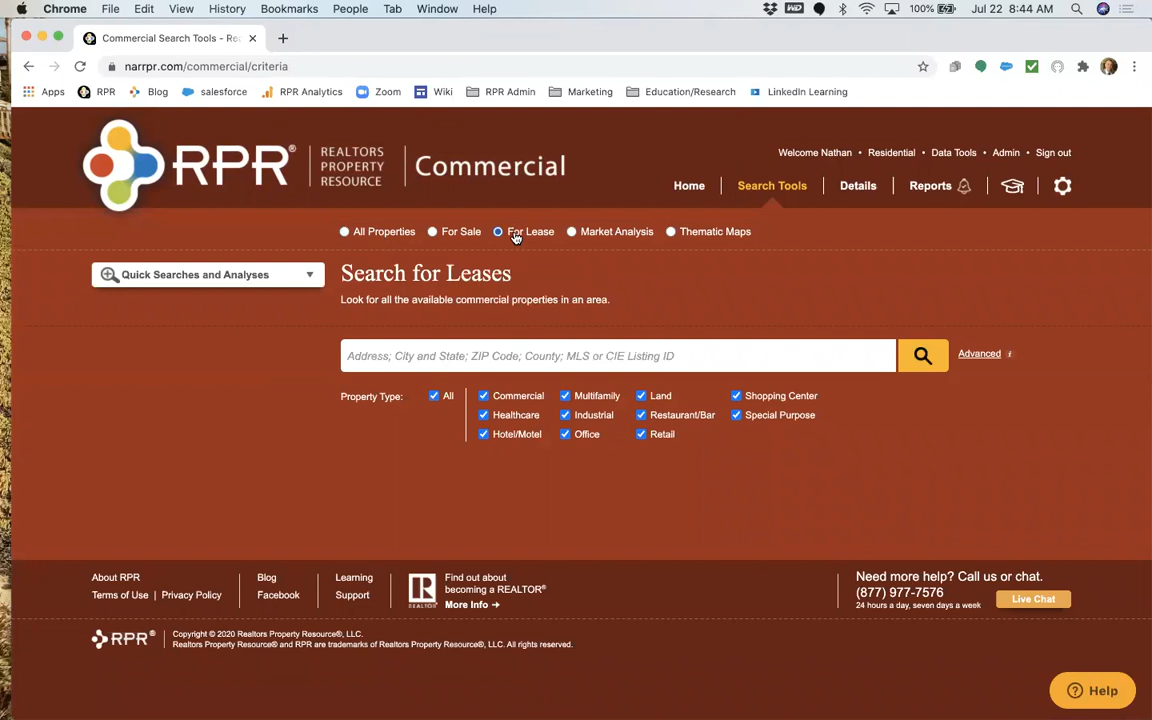 Chrome File Edit View History Bookmarks People Tab Window Help WD 100% Jul 22 8:44 AM
Commercial Search Tools - Re
narrpr.com/commercial/criteria
Apps RPR Blog salesforce RPR Analytics Zoom Wiki RPR Admin Marketing Education/Research LinkedIn Learning
RPR® REALTORS PROPERTY RESOURCE Commercial
Welcome Nathan • Residential • Data Tools • Admin • Sign out
Home Search Tools Details Reports
All Properties For Sale For Lease Market Analysis Thematic Maps
Quick Searches and Analyses
Search for Leases
Look for all the available commercial properties in an area.
Address; City and State; ZIP Code; County; MLS or CIE Listing ID
Advanced i
Property Type: All Commercial Multifamily Land Shopping Center
Healthcare Industrial Restaurant/Bar Special Purpose
Hotel/Motel Office Retail
About RPR Blog Learning
Terms of Use | Privacy Policy Facebook Support
R REALTOR® Find out about
becoming a REALTOR®
More Info →
Need more help? Call us or chat.
(877) 977-7576
24 hours a day, seven days a week
Live Chat
RPR® Copyright © 2020 Realtors Property Resource®, LLC.
Realtors Property Resource® and RPR are trademarks of Realtors Property Resource®, LLC. All rights reserved.
? Help